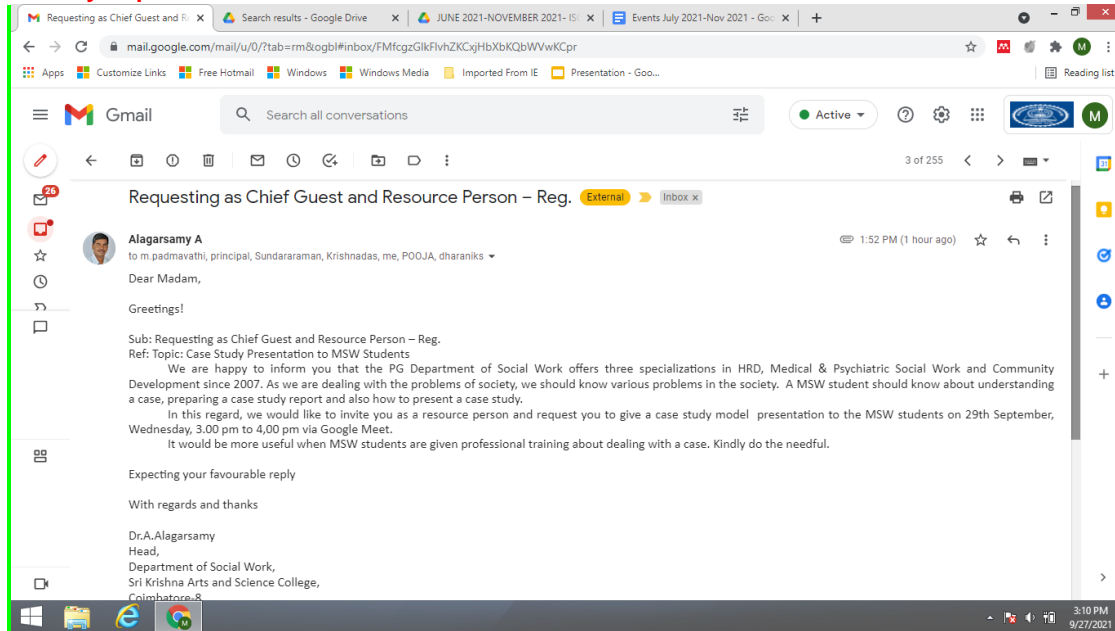 Requesting as Chief Guest and R
Search results - Google Drive
JUNE 2021-NOVEMBER 2021- IS
Events July 2021-Nov 2021 - Goo
mail.google.com/mail/u/0/?tab=rm&ogbl#inbox/FMfcgzGlkFlvhZKCxjHbXbKQbWVwKCpr
M
Apps Customize Links Free Hotmail Windows Windows Media Imported From IE Presentation - Goo... Reading list
Gmail
Search all conversations
Active
M
3 of 255
31
26
Requesting as Chief Guest and Resource Person – Reg. External Inbox x
Alagarsamy A
1:52 PM (1 hour ago)
to m.padmavathi, principal, Sundararaman, Krishnadas, me, POOJA, dharaniks
Dear Madam,
Greetings!
Sub: Requesting as Chief Guest and Resource Person – Reg.
Ref: Topic: Case Study Presentation to MSW Students
We are happy to inform you that the PG Department of Social Work offers three specializations in HRD, Medical & Psychiatric Social Work and Community
Development since 2007. As we are dealing with the problems of society, we should know various problems in the society. A MSW student should know about understanding
a case, preparing a case study report and also how to present a case study.
In this regard, we would like to invite you as a resource person and request you to give a case study model presentation to the MSW students on 29th September,
Wednesday, 3.00 pm to 4,00 pm via Google Meet.
It would be more useful when MSW students are given professional training about dealing with a case. Kindly do the needful.
Expecting your favourable reply
With regards and thanks
Dr.A.Alagarsamy
Head,
Department of Social Work,
Sri Krishna Arts and Science College,
Coimbatore-8
3:10 PM
9/27/2021